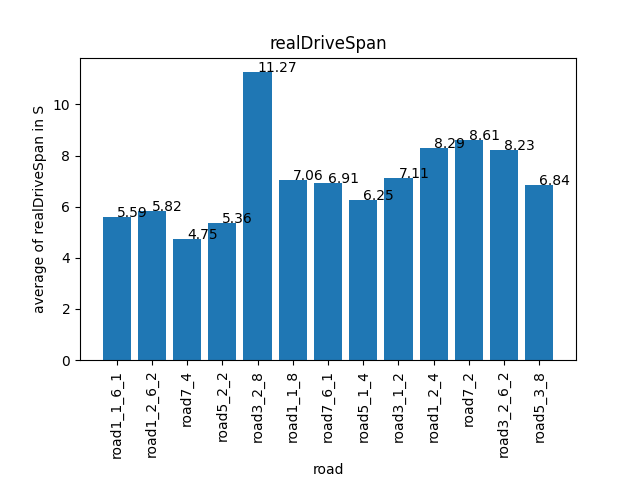 realDriveSpan
average of realDriveSpan in S
10
8
6
4
2
0
5.59
5.82
4.75
5.36
11.27
7.06
6.91
6.25
7.11
8.29
8.61
8.23
6.84
road1_1_6_1
road1_2_6_2
road7_4
road5_2_2
road3_2_8
road1_1_8
road7_6_1
road5_1_4
road3_1_2
road1_2_4
road7_2
road3_2_6_2
road5_3_8
road